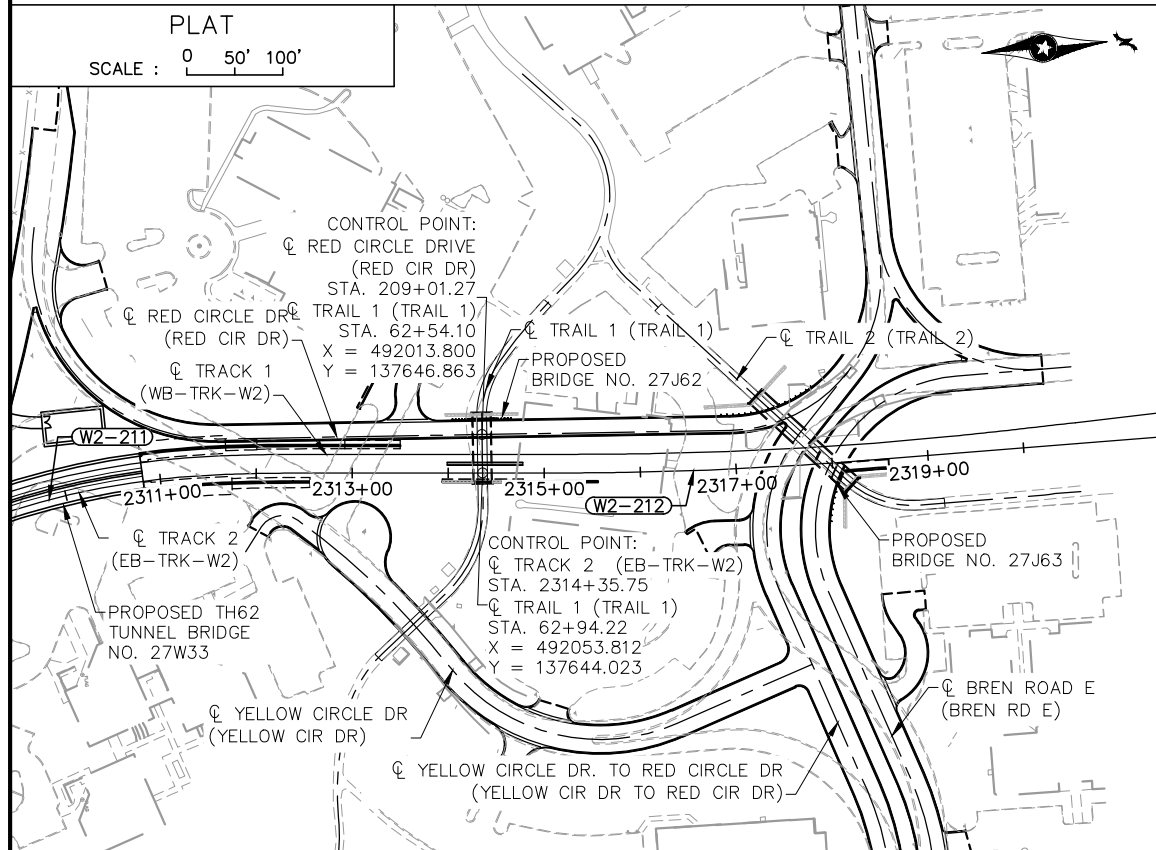 PLAT
SCALE : 0 50' 100'
CONTROL POINT:
℄ RED CIRCLE DRIVE
(RED CIR DR)
STA. 209+01.27
℄ TRAIL 1 (TRAIL 1)
STA. 62+54.10
X = 492013.800
Y = 137646.863
℄ RED CIRCLE DR
(RED CIR DR)
℄ TRACK 1
(WB-TRK-W2)
℄ TRAIL 1 (TRAIL 1)
PROPOSED
BRIDGE NO. 27J62
℄ TRAIL 2 (TRAIL 2)
W2-211
2311+00
2313+00
2315+00
W2-212
2317+00
2319+00
℄ TRACK 2
(EB-TRK-W2)
PROPOSED TH62
TUNNEL BRIDGE
NO. 27W33
CONTROL POINT:
℄ TRACK 2 (EB-TRK-W2)
STA. 2314+35.75
℄ TRAIL 1 (TRAIL 1)
STA. 62+94.22
X = 492053.812
Y = 137644.023
PROPOSED
BRIDGE NO. 27J63
℄ YELLOW CIRCLE DR
(YELLOW CIR DR)
℄ BREN ROAD E
(BREN RD E)
℄ YELLOW CIRCLE DR. TO RED CIRCLE DR
(YELLOW CIR DR TO RED CIR DR)